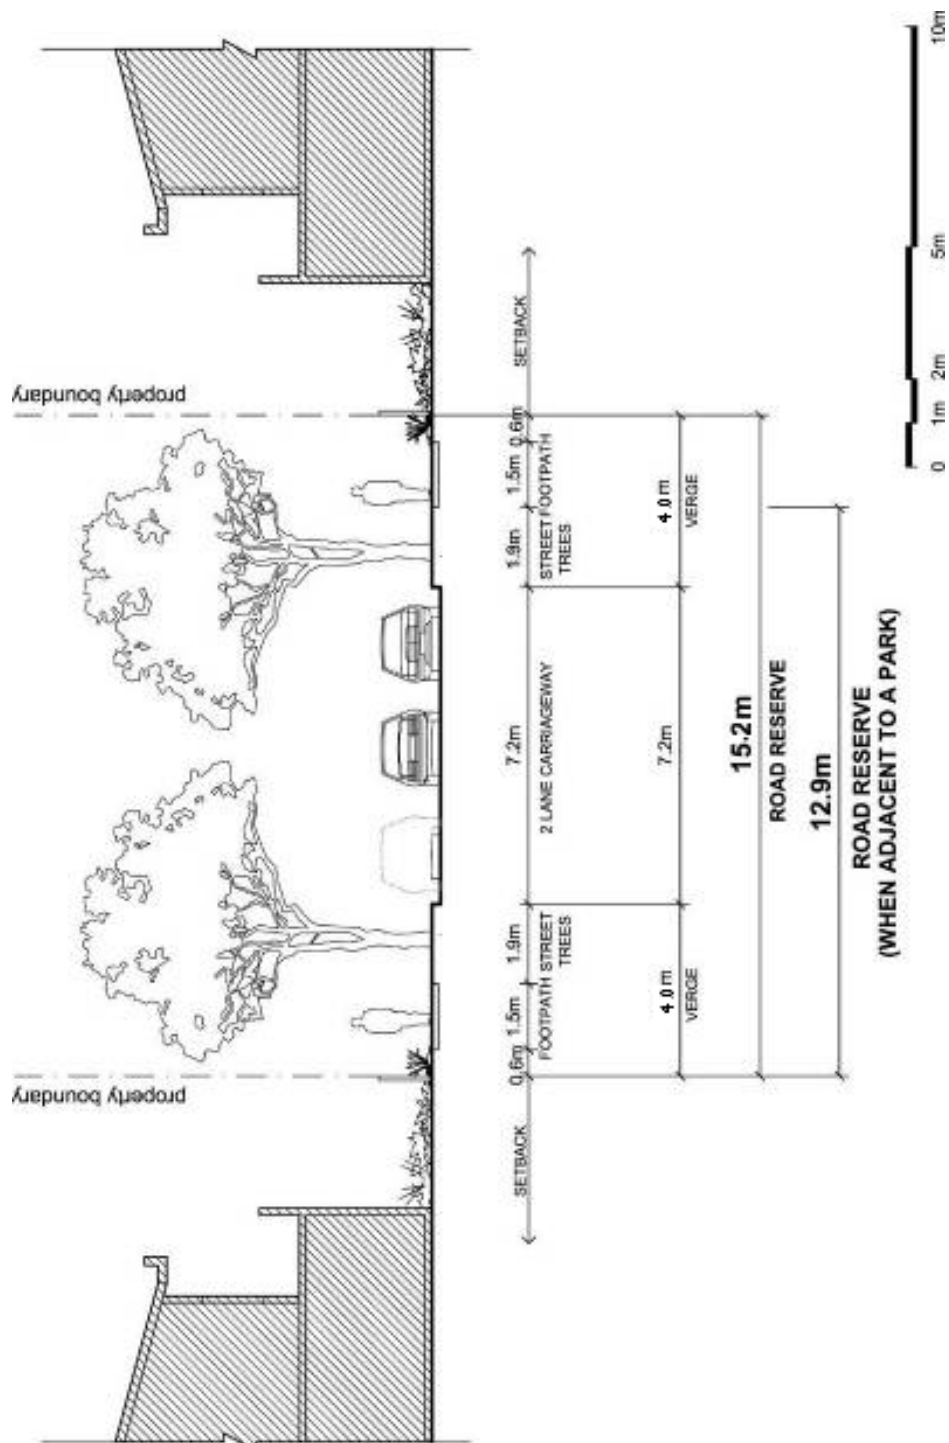 property boundary property boundary
SETBACK 0.6m 1.5m 1.9m 7.2m 1.9m 1.5m 0.6m SETBACK
FOOTPATH STREET 2 LANE CARRIAGEWAY STREET FOOTPATH
TREES TREES
4.0m 7.2m 4.0m
VERGE VERGE
15.2m
ROAD RESERVE
12.9m
ROAD RESERVE
(WHEN ADJACENT TO A PARK)
0 1m 2m 5m 10m